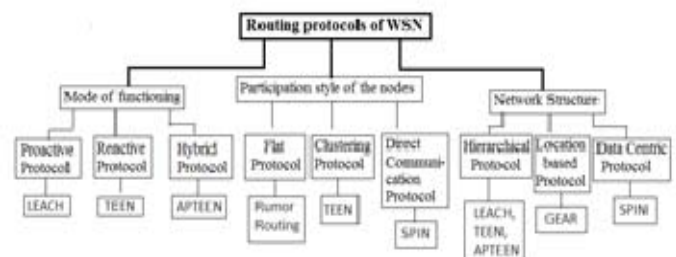 Routing protocols of WSN
Mode of functioning
Participation style of the nodes
Network Structure
Proactive
Protocol
Reactive
Protocol
Hybrid
Protocol
Flat
Protocol
Clustering
Protocol
Direct
Communi-
cation
Protocol
Hierarchical
Protocol
Location
based
Protocol
Data Centric
Protocol
LEACH
TEEN
APTEEN
Rumor
Routing
TEEN
SPIN
LEACH,
TEENI,
APTEEN
GEAR
SPINI